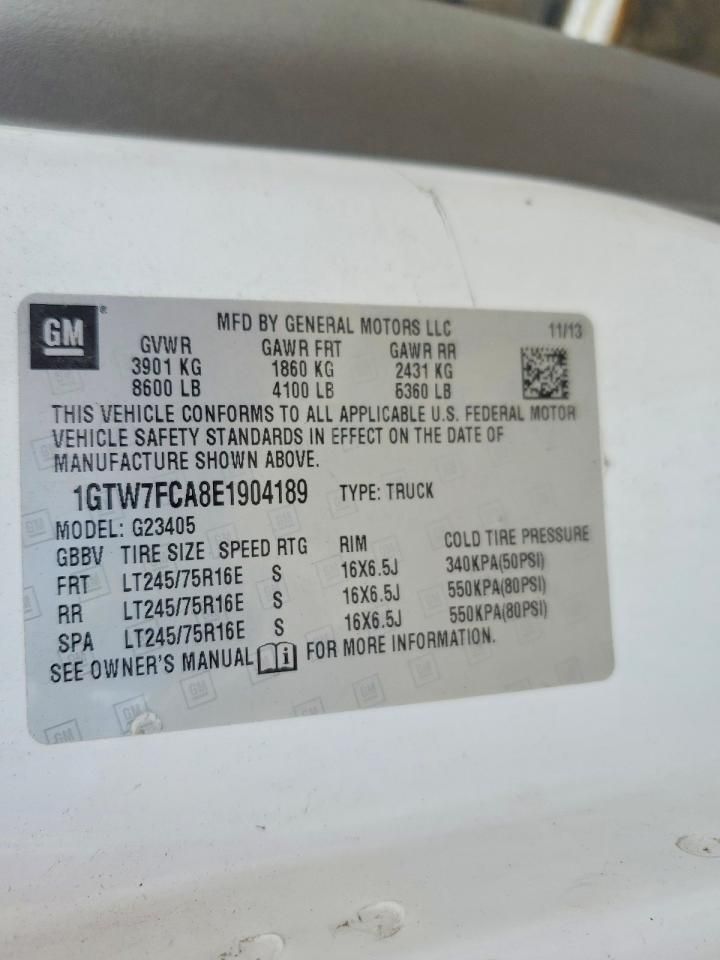 GM ® MFD BY GENERAL MOTORS LLC 11/13
GVWR GAWR FRT GAWR RR
3901 KG 1860 KG 2431 KG
8600 LB 4100 LB 5360 LB
THIS VEHICLE CONFORMS TO ALL APPLICABLE U.S. FEDERAL MOTOR
VEHICLE SAFETY STANDARDS IN EFFECT ON THE DATE OF
MANUFACTURE SHOWN ABOVE.
1GTW7FCA8E1904189 TYPE: TRUCK
MODEL: G23405
GBBV TIRE SIZE SPEED RTG RIM COLD TIRE PRESSURE
FRT LT245/75R16E S 16X6.5J 340KPA(50PSI)
RR LT245/75R16E S 16X6.5J 550KPA(80PSI)
SPA LT245/75R16E S 16X6.5J 550KPA(80PSI)
SEE OWNER'S MANUAL i FOR MORE INFORMATION.